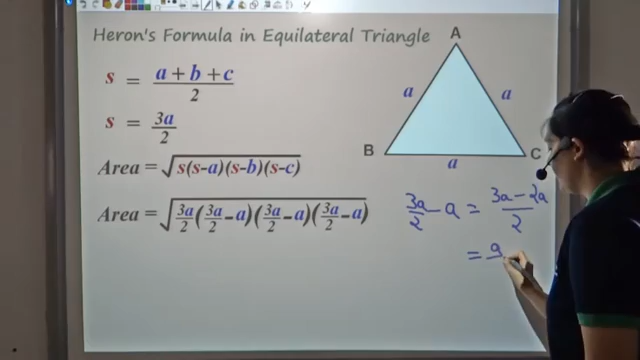 Heron's Formula in Equilateral Triangle
s = (a + b + c)/2
s = 3a/2
Area = √(s(s-a)(s-b)(s-c))
Area = √(3a/2(3a/2-a)(3a/2-a)(3a/2-a))
A
a a
B C
a
3a/2 - a = (3a - 2a)/2
= a